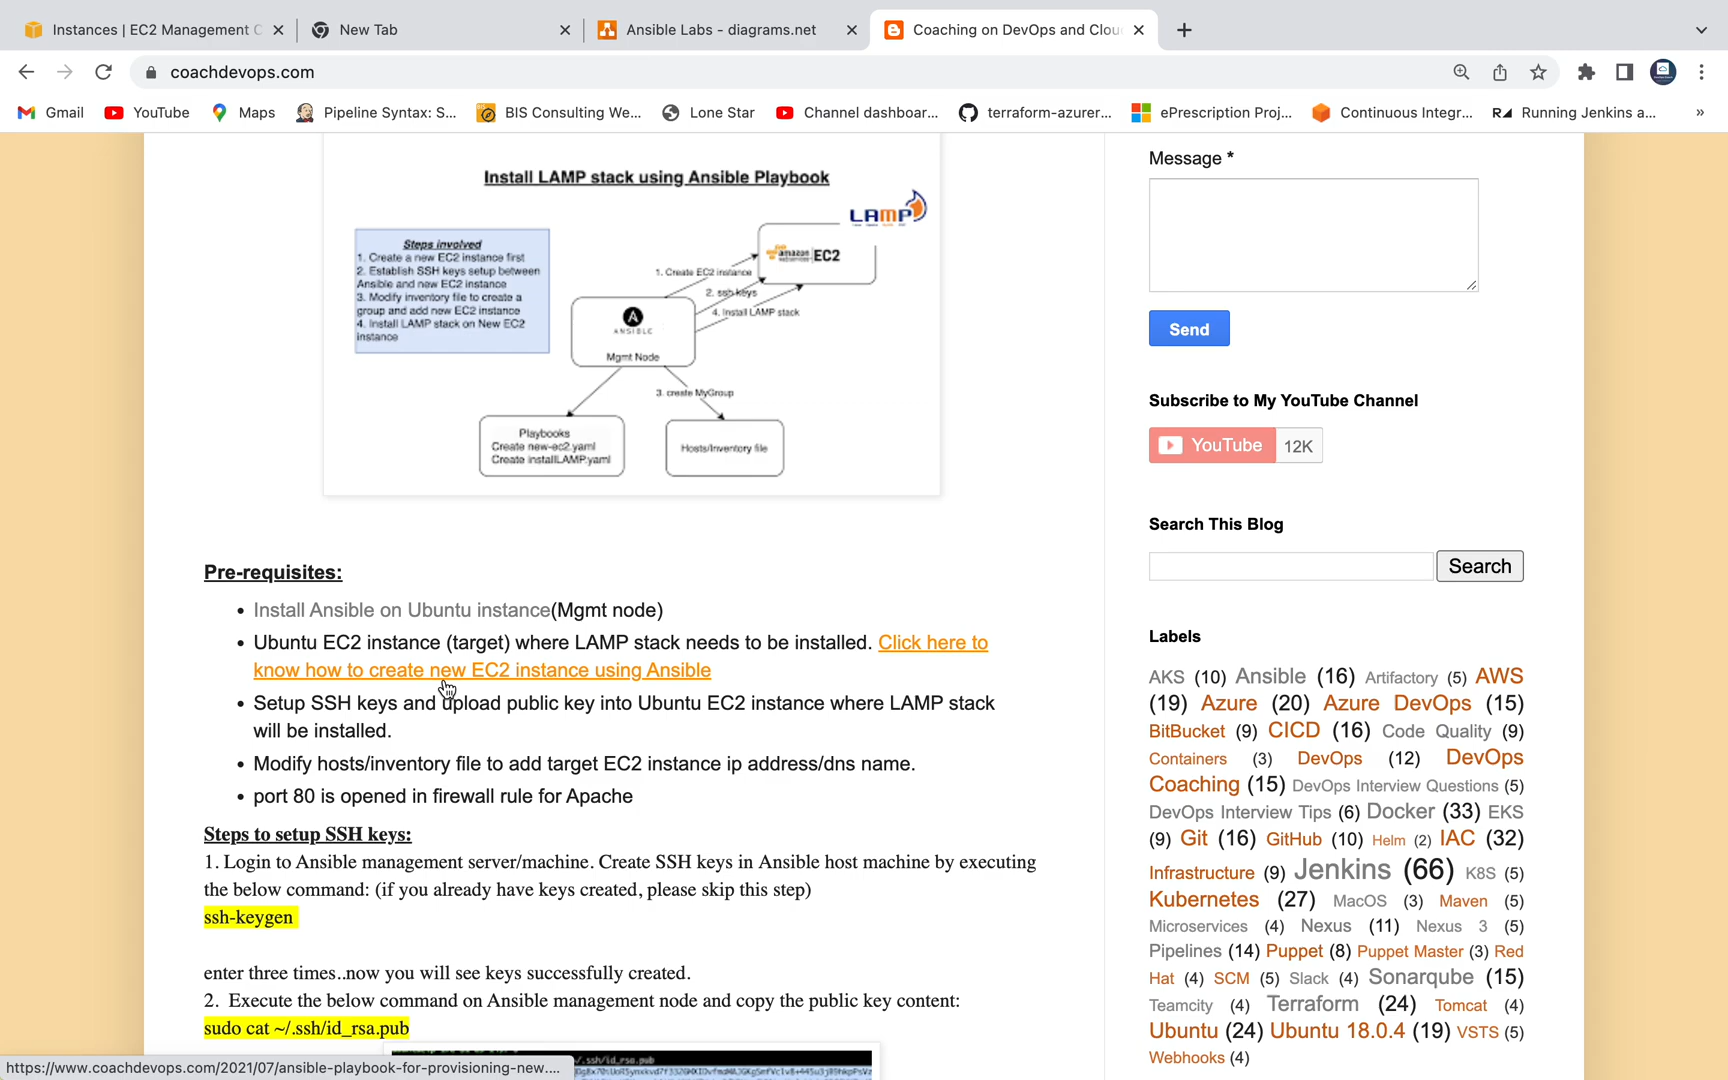 Instances | EC2 Management C
New Tab
Ansible Labs - diagrams.net
Coaching on DevOps and Clou
coachdevops.com
Gmail
YouTube
Maps
Pipeline Syntax: S...
BIS Consulting We...
Lone Star
Channel dashboar...
terraform-azurer...
ePrescription Proj...
Continuous Integr...
Running Jenkins a...
»
Install LAMP stack using Ansible Playbook
LAMP
Steps involved
1. Create a new EC2 instance first
2. Establish SSH keys setup between
Ansible and new EC2 instance
3. Modify inventory file to create a
group and add new EC2 instance
4. Install LAMP stack on New EC2
instance
amazon EC2
1. Create EC2 instance
2. ssh-keys
4. Install LAMP stack
ANSIBLE
Mgmt Node
3. create MyGroup
Playbooks
Create new-ec2.yaml
Create installLAMP.yaml
Hosts/Inventory file
Pre-requisites:
• Install Ansible on Ubuntu instance(Mgmt node)
• Ubuntu EC2 instance (target) where LAMP stack needs to be installed. Click here to
know how to create new EC2 instance using Ansible
• Setup SSH keys and upload public key into Ubuntu EC2 instance where LAMP stack
will be installed.
• Modify hosts/inventory file to add target EC2 instance ip address/dns name.
• port 80 is opened in firewall rule for Apache
Steps to setup SSH keys:
1. Login to Ansible management server/machine. Create SSH keys in Ansible host machine by executing
the below command: (if you already have keys created, please skip this step)
ssh-keygen
enter three times..now you will see keys successfully created.
2. Execute the below command on Ansible management node and copy the public key content:
sudo cat ~/.ssh/id_rsa.pub
/.ssh/id_rsa.pub
https://www.coachdevops.com/2021/07/ansible-playbook-for-provisioning-new....
Message *
Send
Subscribe to My YouTube Channel
YouTube 12K
Search This Blog
Search
Labels
AKS (10) Ansible (16) Artifactory (5) AWS
(19) Azure (20) Azure DevOps (15)
BitBucket (9) CICD (16) Code Quality (9)
Containers (3) DevOps (12) DevOps
Coaching (15) DevOps Interview Questions (5)
DevOps Interview Tips (6) Docker (33) EKS
(9) Git (16) GitHub (10) Helm (2) IAC (32)
Infrastructure (9) Jenkins (66) K8S (5)
Kubernetes (27) MacOS (3) Maven (5)
Microservices (4) Nexus (11) Nexus 3 (5)
Pipelines (14) Puppet (8) Puppet Master (3) Red
Hat (4) SCM (5) Slack (4) Sonarqube (15)
Teamcity (4) Terraform (24) Tomcat (4)
Ubuntu (24) Ubuntu 18.0.4 (19) VSTS (5)
Webhooks (4)